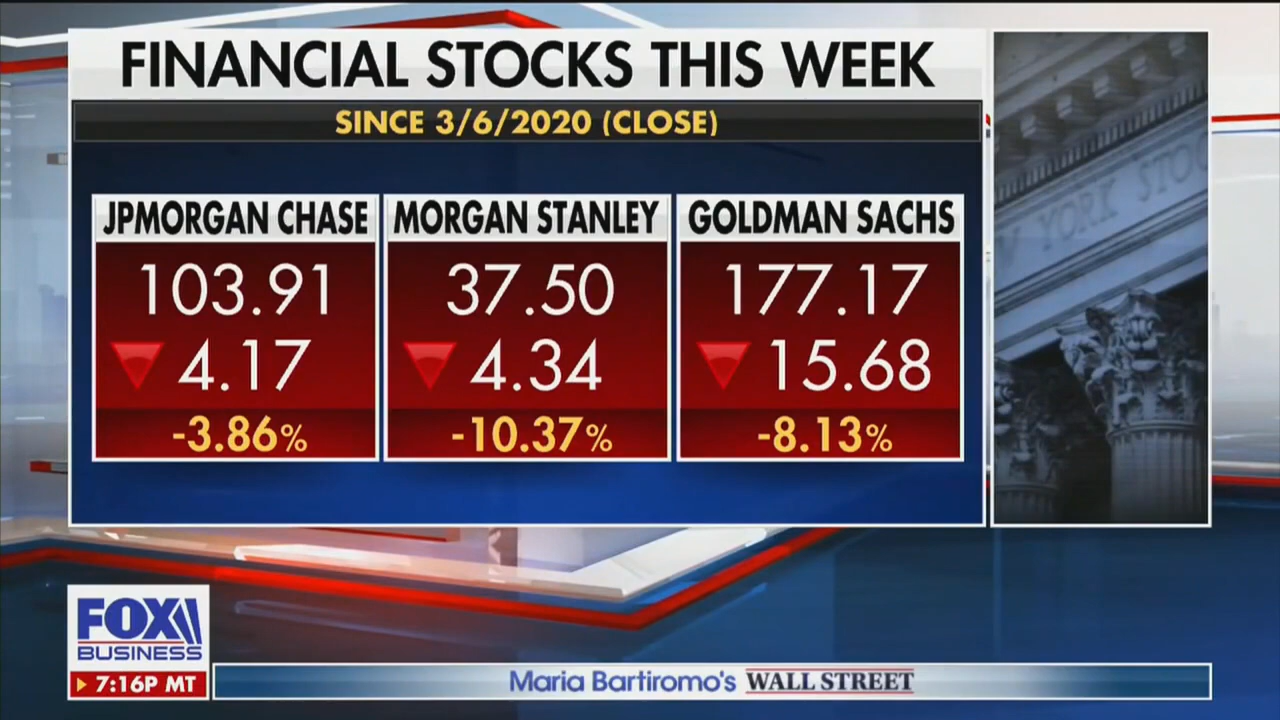 FINANCIAL STOCKS THIS WEEK
SINCE 3/6/2020 (CLOSE)
JPMORGAN CHASE
103.91
▼ 4.17
-3.86%
MORGAN STANLEY
37.50
▼ 4.34
-10.37%
GOLDMAN SACHS
177.17
▼ 15.68
-8.13%
YORK STOC
FOX
BUSINESS
7:16P MT
Maria Bartiromo's WALL STREET